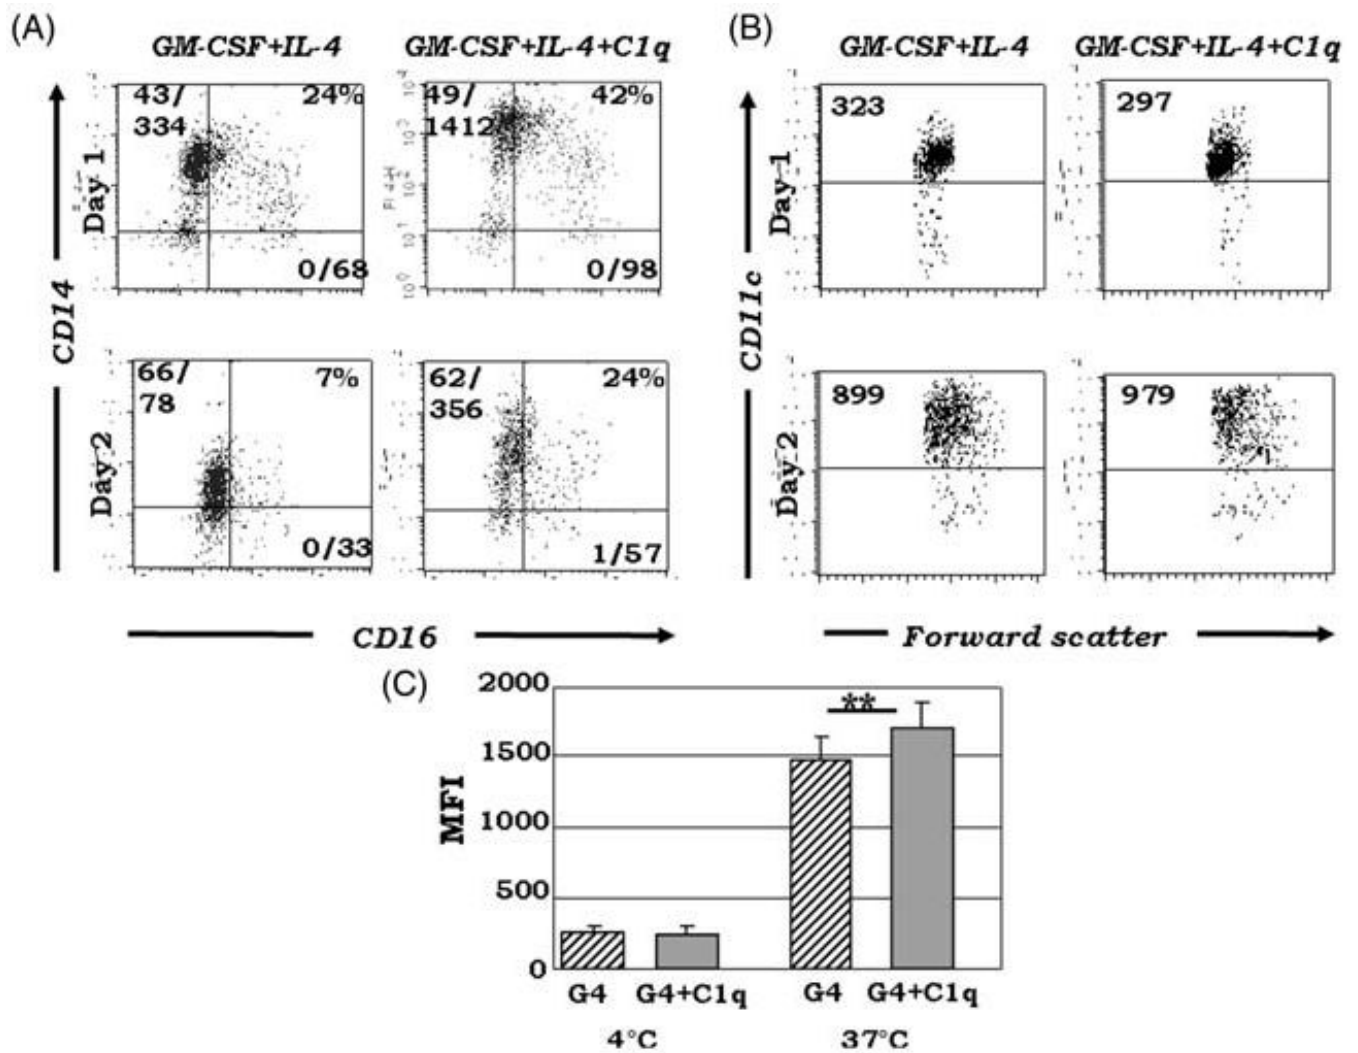 (A)
GM-CSF+IL-4
GM-CSF+IL-4+C1q
(B)
GM-CSF+IL-4
GM-CSF+IL-4+C1q
CD14
Day 1
43/
334
24%
0/68
49/
1412
42%
0/98
Day 2
66/
78
7%
0/33
62/
356
24%
1/57
CD16
CD11c
Day 1
323
297
Day 2
899
979
Forward scatter
(C)
MFI
2000
1500
1000
500
0
**
G4
G4+C1q
G4
G4+C1q
4°C
37°C